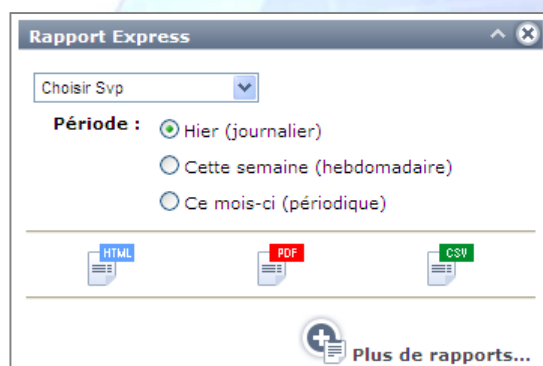 Rapport Express
Choisir Svp
Période :
Hier (journalier)
Cette semaine (hebdomadaire)
Ce mois-ci (périodique)
HTML PDF CSV
Plus de rapports...